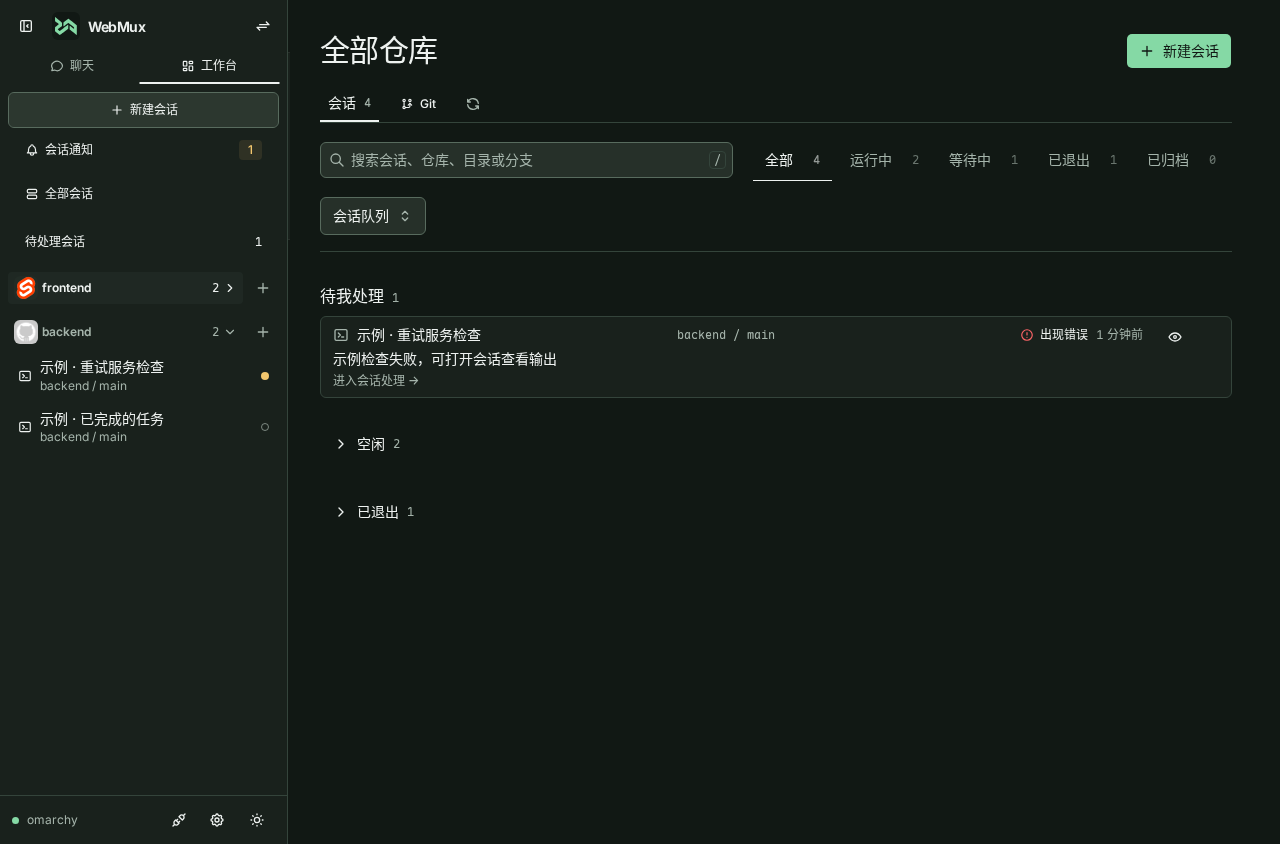 WebMux
聊天
工作台
新建会话
会话通知 1
全部会话
待处理会话 1
frontend 2
backend 2
示例 · 重试服务检查
backend / main
示例 · 已完成的任务
backend / main
omarchy
全部仓库
新建会话
会话 4
Git
搜索会话、仓库、目录或分支 /
全部 4
运行中 2
等待中 1
已退出 1
已归档 0
会话队列
待我处理 1
示例 · 重试服务检查 backend / main 出现错误 1 分钟前
示例检查失败，可打开会话查看输出
进入会话处理 →
空闲 2
已退出 1